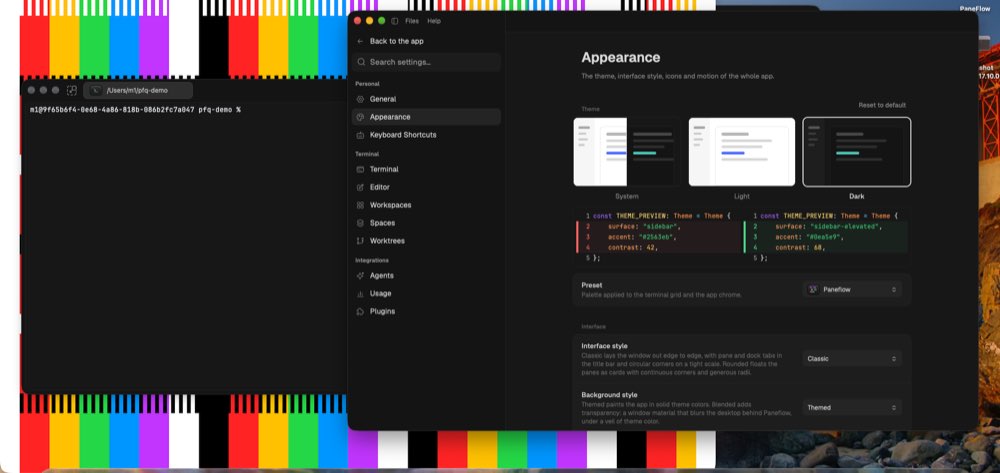 PaneFlow
shot
17.10.0
/Users/m1/pfq-demo
m1@9f65b6f4-0e68-4a86-818b-086b2fc7a047 pfq-demo %
Files Help
Back to the app
Search settings...
Personal
General
Appearance
Keyboard Shortcuts
Terminal
Terminal
Editor
Workspaces
Spaces
Worktrees
Integrations
Agents
Usage
Plugins
Appearance
The theme, interface style, icons and motion of the whole app.
Theme
Reset to default
System
Light
Dark
1 const THEME_PREVIEW: Theme = Theme {
2 surface: "sidebar",
3 accent: "#2563eb",
4 contrast: 42,
5 };
1 const THEME_PREVIEW: Theme = Theme {
2 surface: "sidebar-elevated",
3 accent: "#0ea5e9",
4 contrast: 68,
5 };
Preset
Palette applied to the terminal grid and the app chrome.
Paneflow
Interface
Interface style
Classic lays the window out edge to edge, with pane and dock tabs in
the title bar and circular corners on a tight scale. Rounded floats the
panes as cards with continuous corners and generous radii.
Classic
Background style
Themed paints the app in solid theme colors. Blended adds
transparency: a window material that blurs the desktop behind Paneflow,
under a veil of theme color.
Themed